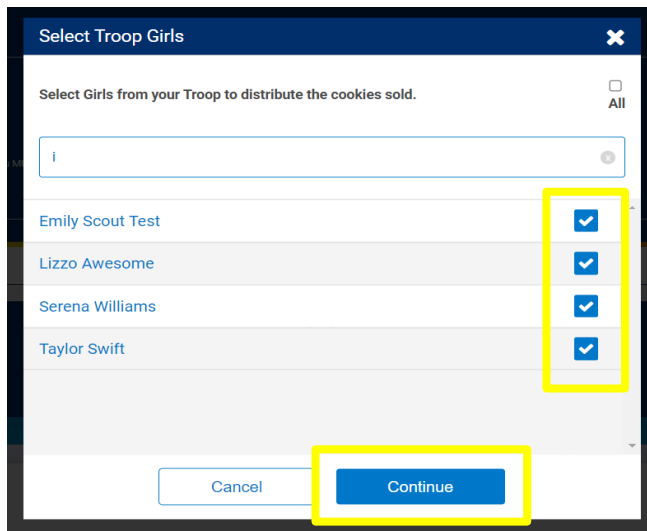 Select Troop Girls
Select Girls from your Troop to distribute the cookies sold.
All
i
Emily Scout Test
Lizzo Awesome
Serena Williams
Taylor Swift
Cancel
Continue